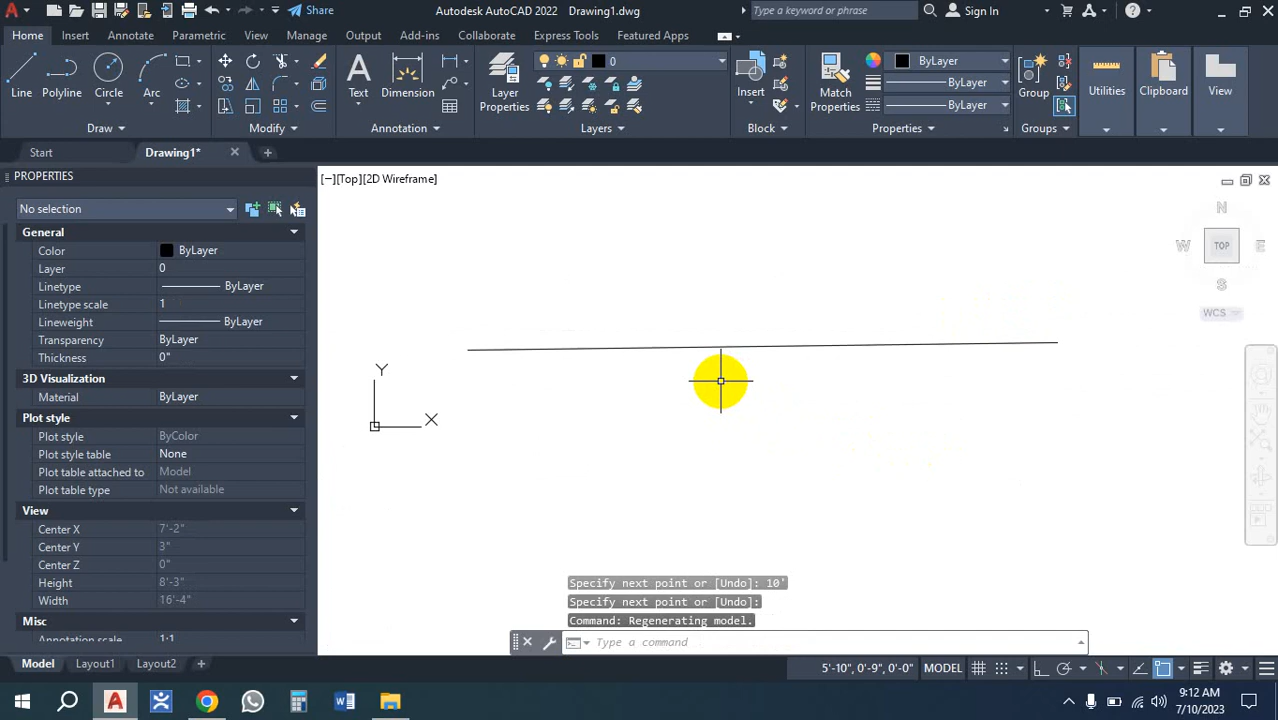 Share
Autodesk AutoCAD 2022 Drawing1.dwg
Type a keyword or phrase
Sign In
Home Insert Annotate Parametric View Manage Output Add-ins Collaborate Express Tools Featured Apps
Line Polyline Circle Arc
Text Dimension
Layer Properties
0
Insert
Match Properties
ByLayer
ByLayer
ByLayer
Group
Utilities
Clipboard
View
Draw Modify Annotation Layers Block Properties Groups
Start Drawing1*
PROPERTIES
No selection
General
Color ByLayer
Layer 0
Linetype ByLayer
Linetype scale 1
Lineweight ByLayer
Transparency ByLayer
Thickness 0"
3D Visualization
Material ByLayer
Plot style
Plot style ByColor
Plot style table None
Plot table attached to Model
Plot table type Not available
View
Center X 7'-2"
Center Y 3"
Center Z 0"
Height 8'-3"
Width 16'-4"
Misc
Annotation scale 1:1
[−][Top][2D Wireframe]
N
W TOP E
S
WCS
Y
X
Specify next point or [Undo]: 10'
Specify next point or [Undo]:
Command: Regenerating model.
Type a command
Model Layout1 Layout2
5'-10", 0'-9", 0'-0" MODEL
9:12 AM
7/10/2023